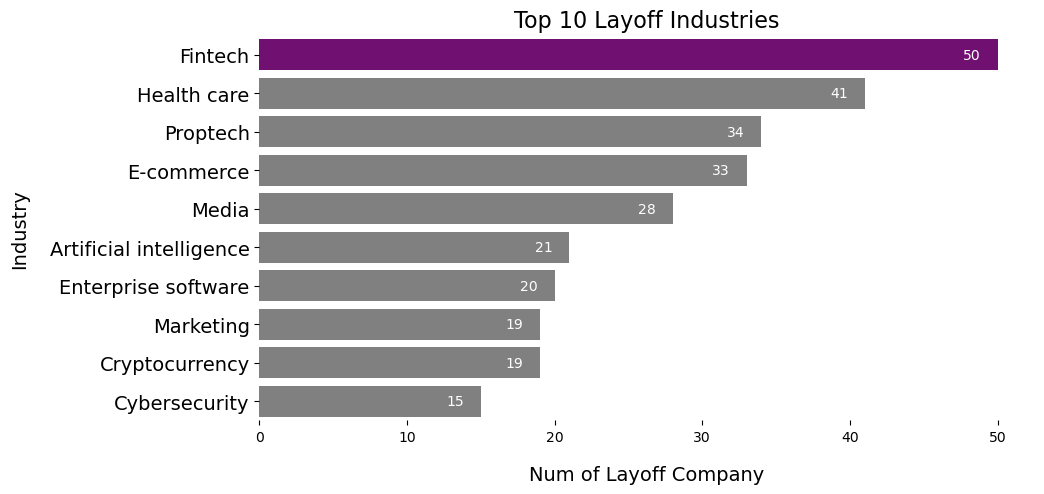 Top 10 Layoff Industries
Industry
Fintech 50
Health care 41
Proptech 34
E-commerce 33
Media 28
Artificial intelligence 21
Enterprise software 20
Marketing 19
Cryptocurrency 19
Cybersecurity 15
0 10 20 30 40 50
Num of Layoff Company